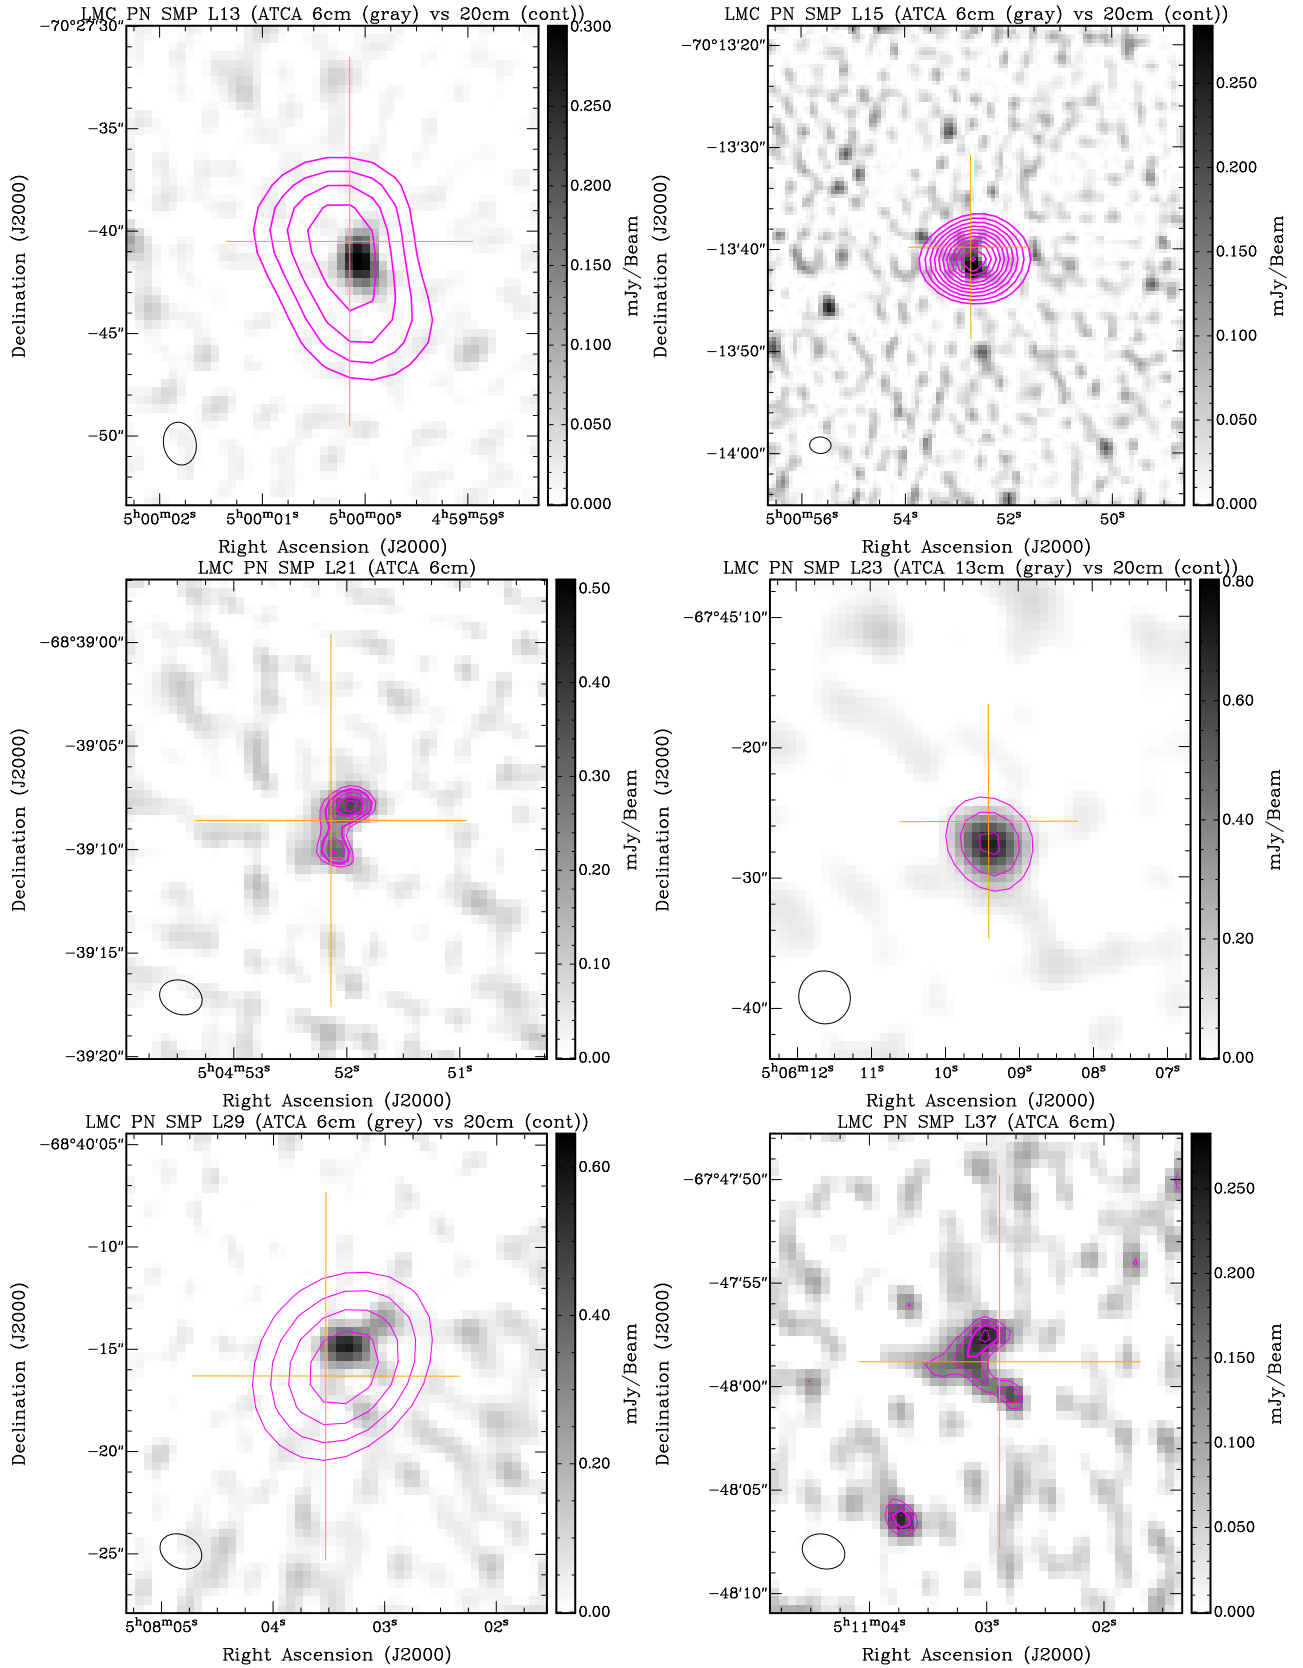 LMC PN SMP L13 (ATCA 6cm (gray) vs 20cm (cont))
-70°27'30"
-35"
-40"
-45"
-50"
Declination (J2000)
5h00m02s 5h00m01s 5h00m00s 4h59m59s
Right Ascension (J2000)
0.300
0.250
0.200
0.150
0.100
0.050
0.000
mJy/Beam
LMC PN SMP L15 (ATCA 6cm (gray) vs 20cm (cont))
-70°13'20"
-13'30"
-13'40"
-13'50"
-14'00"
Declination (J2000)
5h00m56s 54s 52s 50s
Right Ascension (J2000)
0.250
0.200
0.150
0.100
0.050
0.000
mJy/Beam
LMC PN SMP L21 (ATCA 6cm)
-68°39'00"
-39'05"
-39'10"
-39'15"
-39'20"
Declination (J2000)
5h04m53s 52s 51s
Right Ascension (J2000)
0.50
0.40
0.30
0.20
0.10
0.00
mJy/Beam
LMC PN SMP L23 (ATCA 13cm (gray) vs 20cm (cont))
-67°45'10"
-20"
-30"
-40"
Declination (J2000)
5h06m12s 11s 10s 09s 08s 07s
Right Ascension (J2000)
0.80
0.60
0.40
0.20
0.00
mJy/Beam
LMC PN SMP L29 (ATCA 6cm (grey) vs 20cm (cont))
-68°40'05"
-10"
-15"
-20"
-25"
Declination (J2000)
5h08m05s 04s 03s 02s
Right Ascension (J2000)
0.60
0.40
0.20
0.00
mJy/Beam
LMC PN SMP L37 (ATCA 6cm)
-67°47'50"
-47'55"
-48'00"
-48'05"
-48'10"
Declination (J2000)
5h11m04s 03s 02s
Right Ascension (J2000)
0.250
0.200
0.150
0.100
0.050
0.000
mJy/Beam